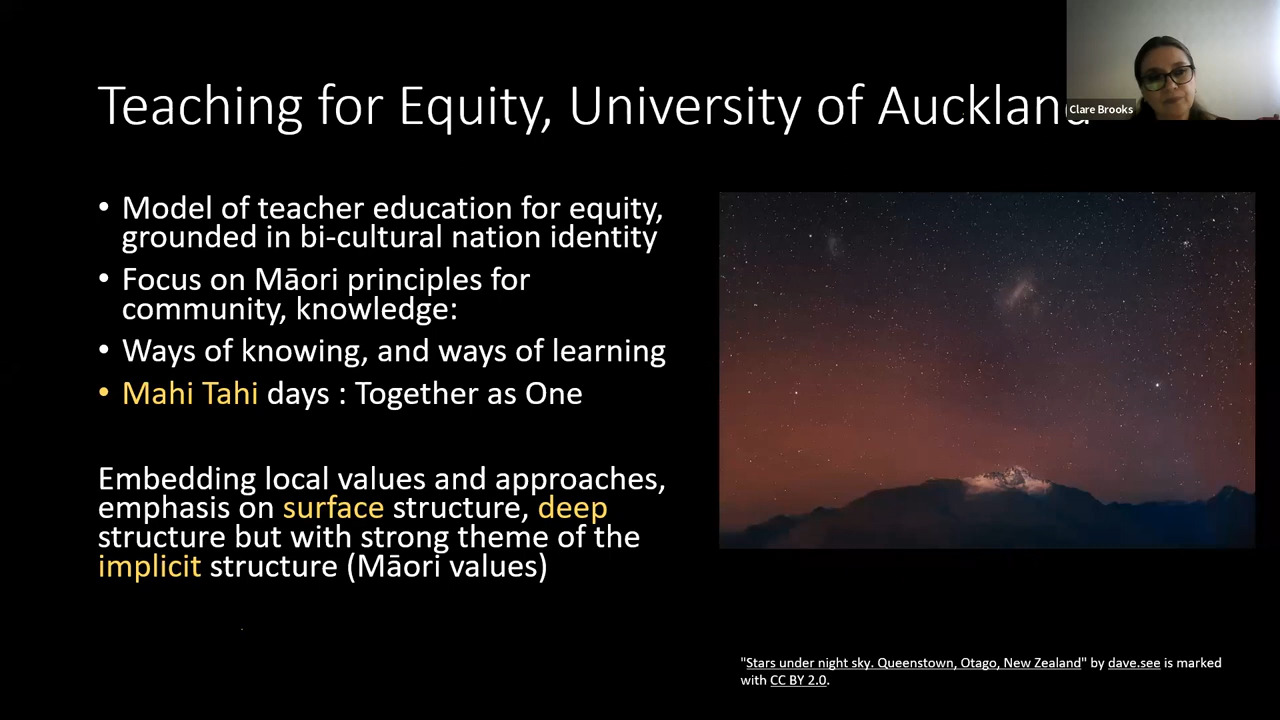 Teaching for Equity, University of Auckland
Clare Brooks
• Model of teacher education for equity,
grounded in bi-cultural nation identity
• Focus on Māori principles for
community, knowledge:
• Ways of knowing, and ways of learning
• Mahi Tahi days : Together as One
Embedding local values and approaches,
emphasis on surface structure, deep
structure but with strong theme of the
implicit structure (Māori values)
"Stars under night sky. Queenstown, Otago, New Zealand" by dave.see is marked
with CC BY 2.0.